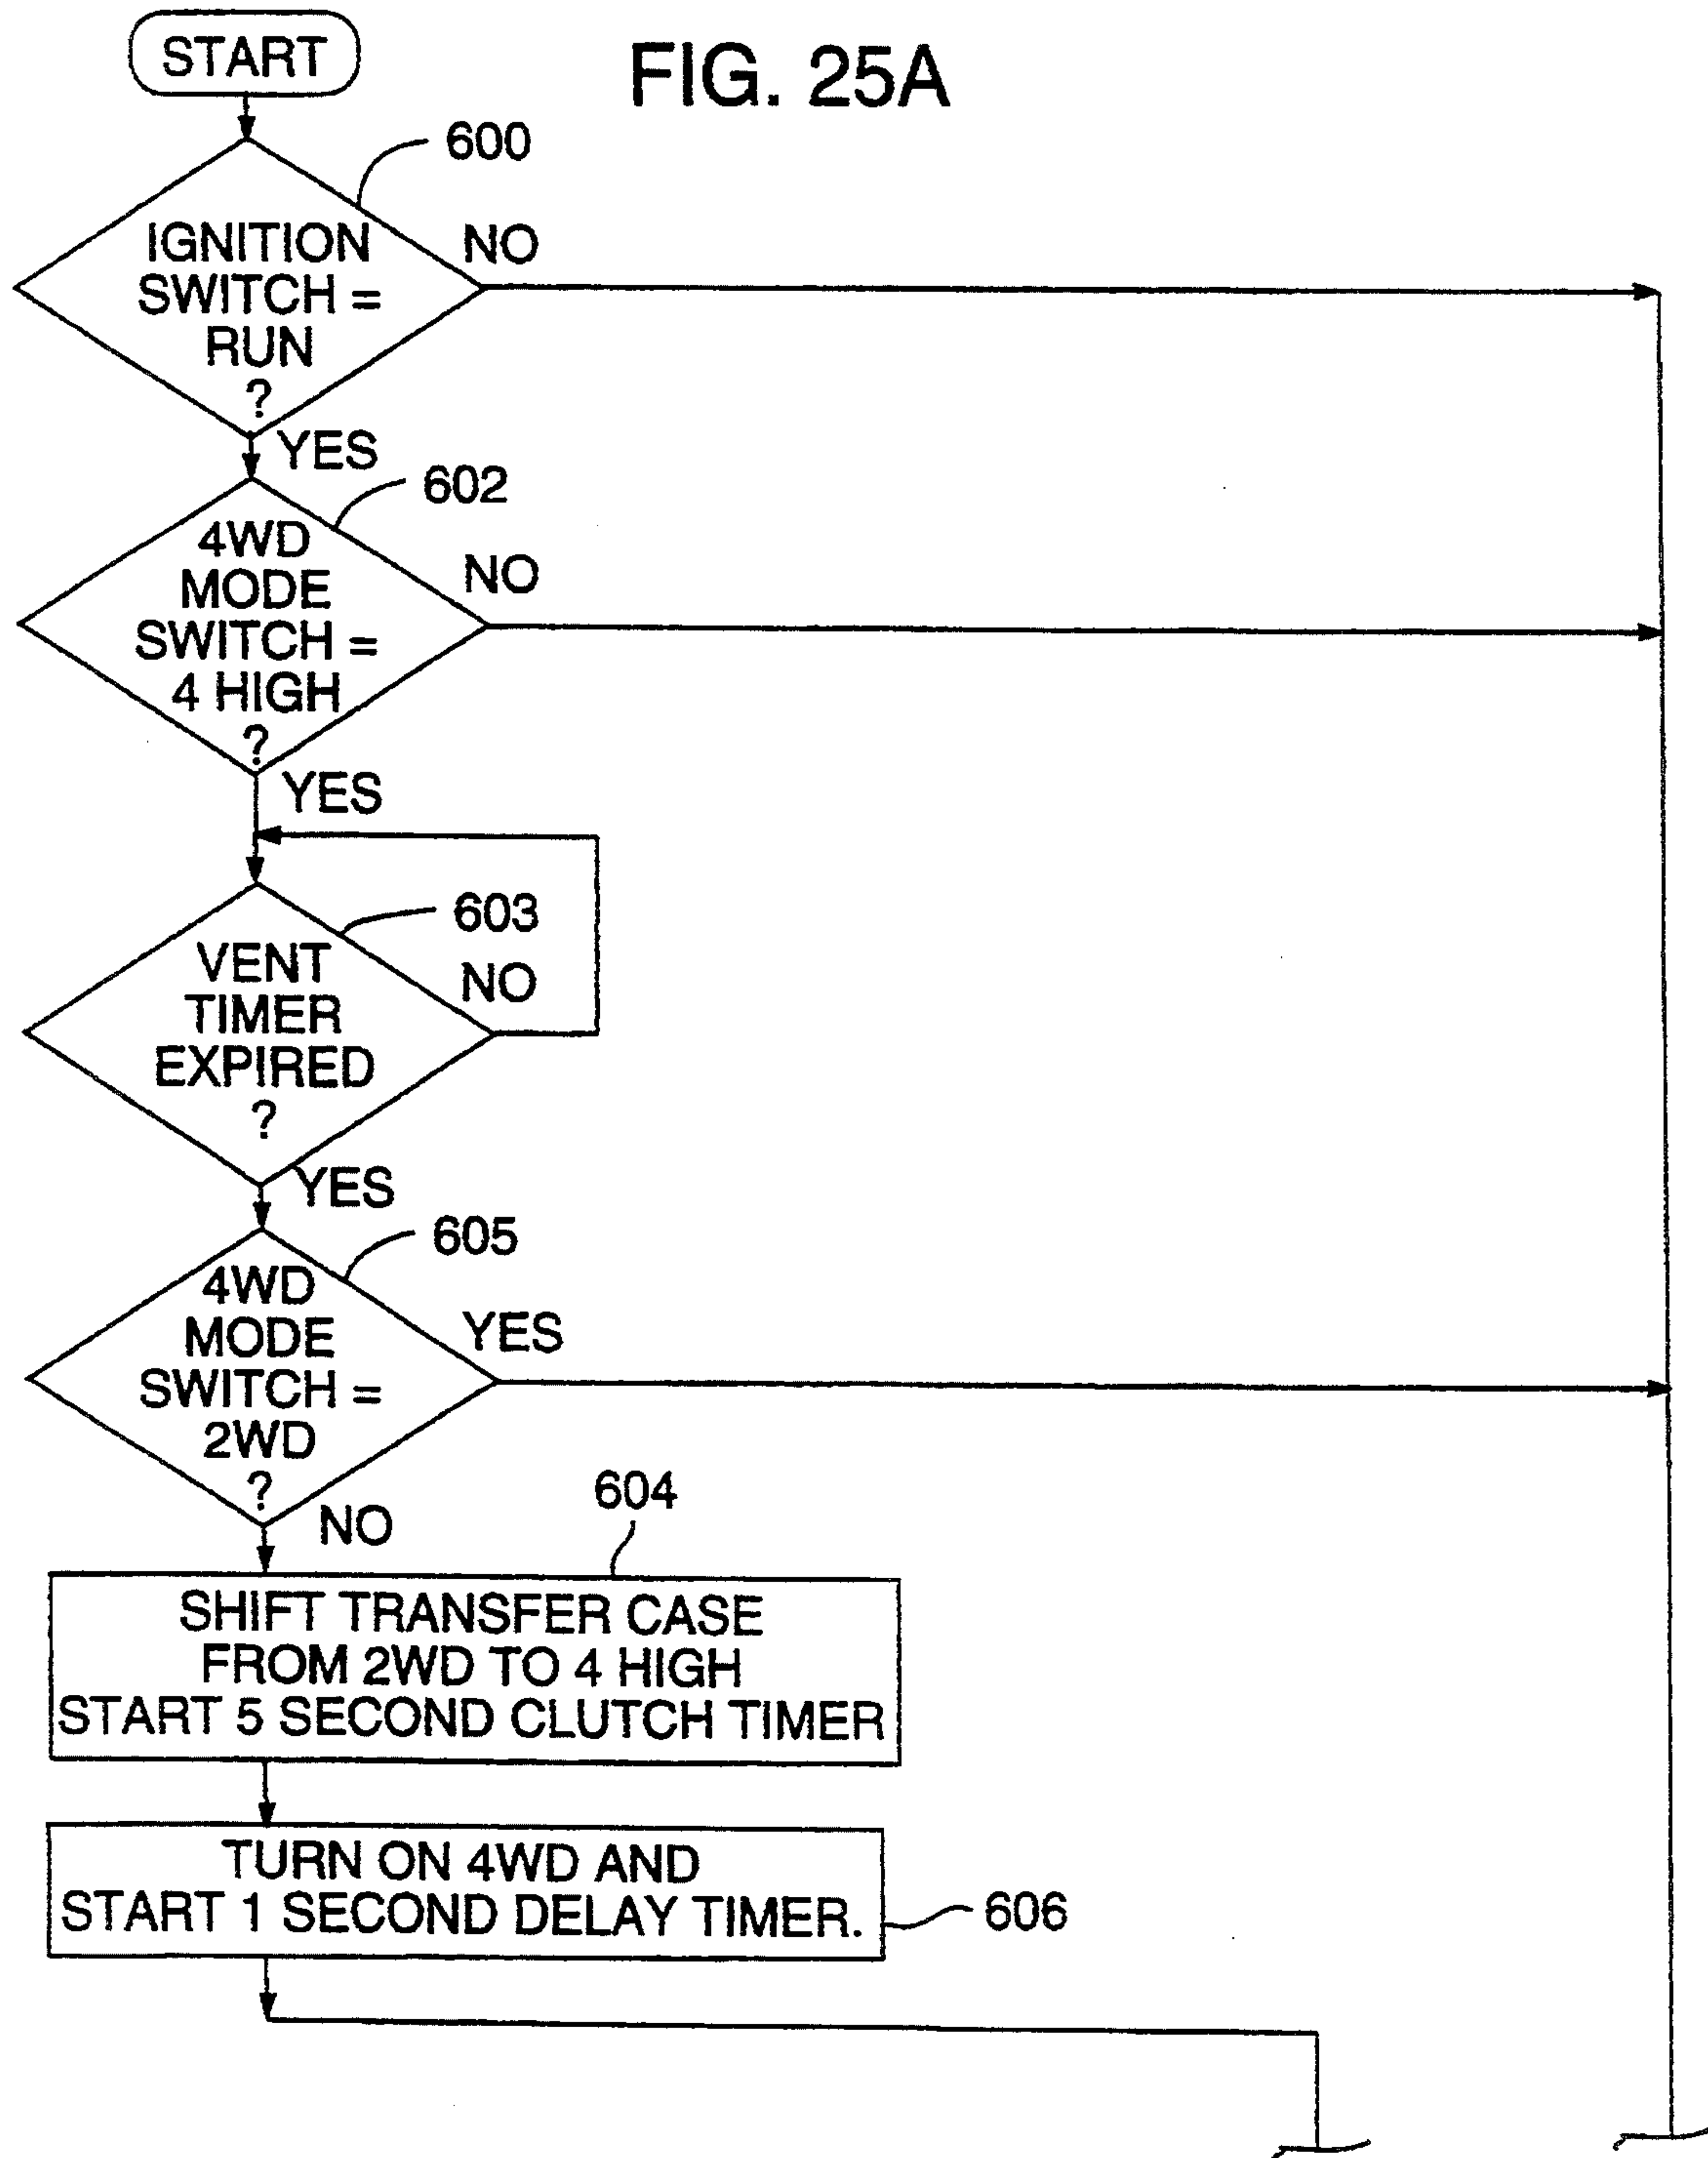 START
FIG. 25A
600
IGNITION
SWITCH =
RUN
?
NO
YES
602
4WD
MODE
SWITCH =
4 HIGH
?
NO
YES
603
VENT
TIMER
EXPIRED
?
NO
YES
605
4WD
MODE
SWITCH =
2WD
?
YES
NO
604
SHIFT TRANSFER CASE
FROM 2WD TO 4 HIGH
START 5 SECOND CLUTCH TIMER
TURN ON 4WD AND
START 1 SECOND DELAY TIMER.
606